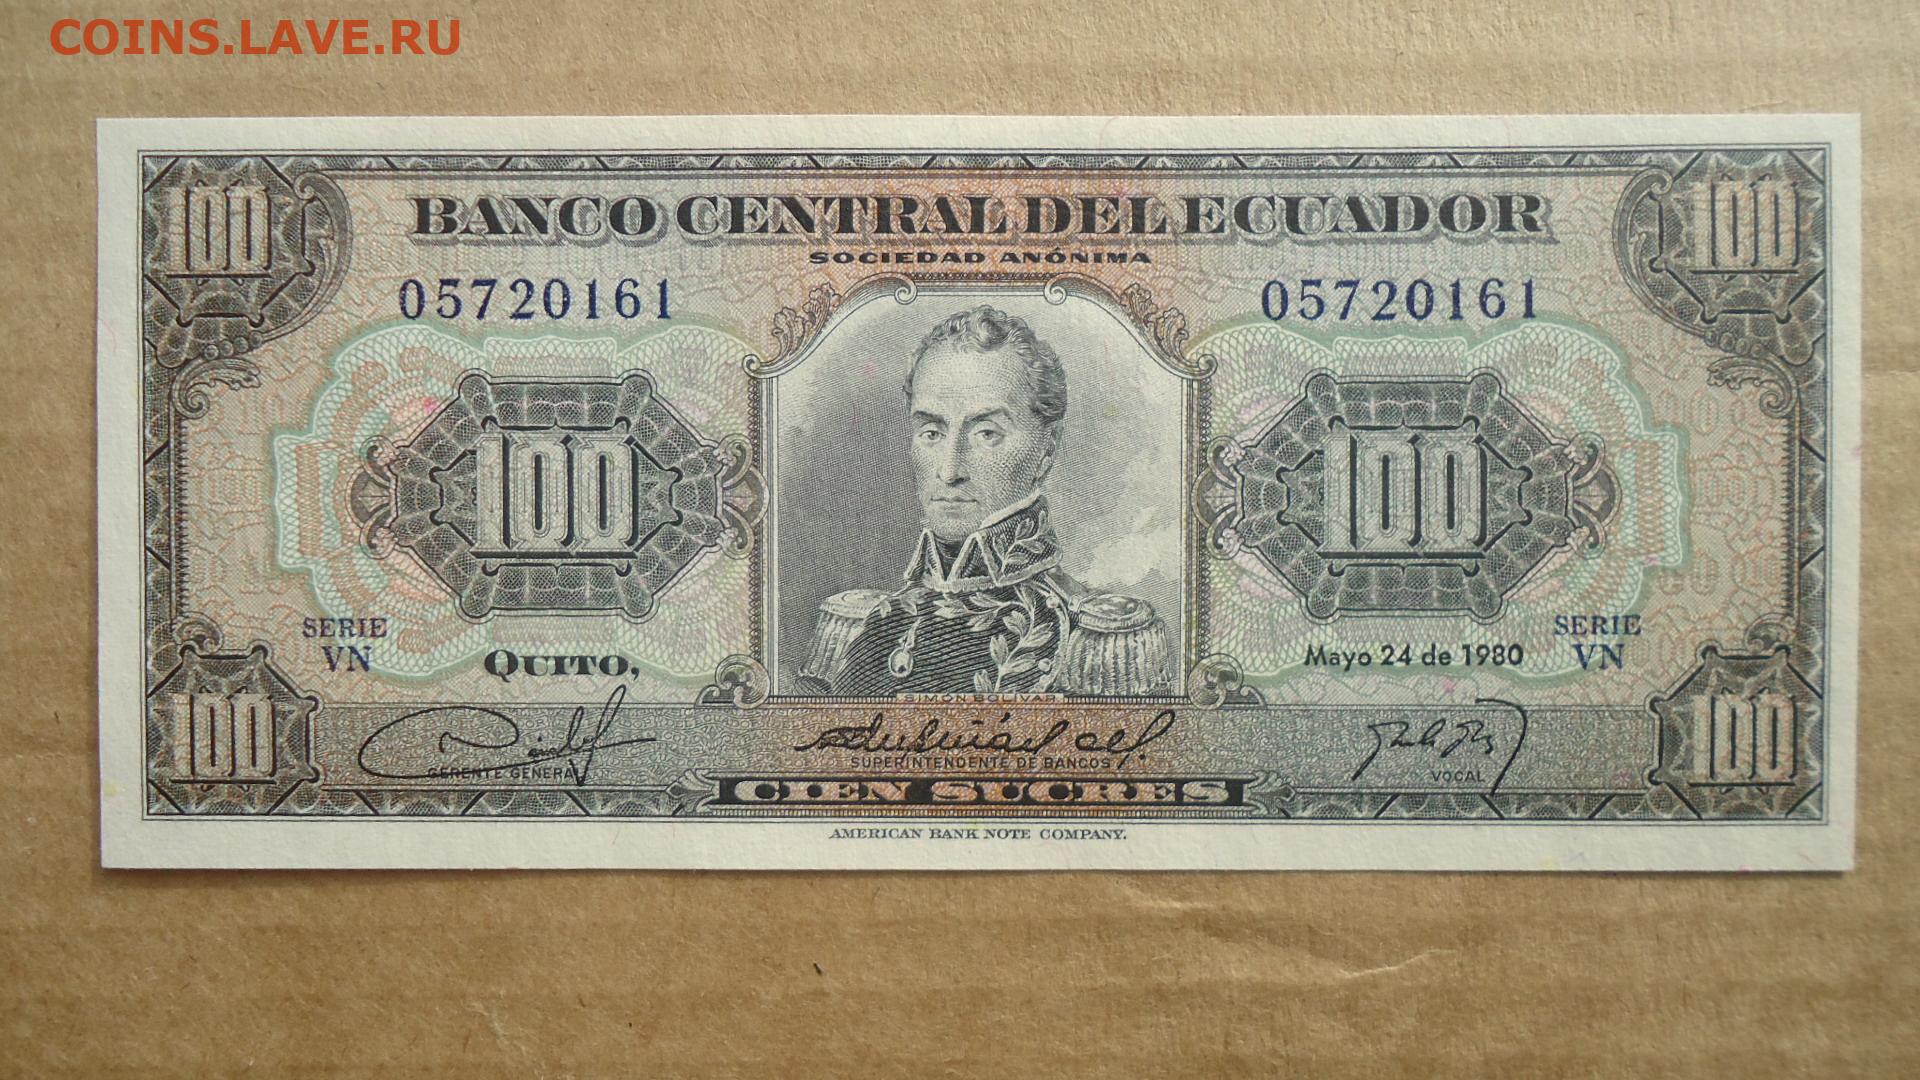 COINS.LAVE.RU
100 100
BANCO CENTRAL DEL ECUADOR
SOCIEDAD ANÓNIMA
05720161 05720161
100 100
SERIE SERIE
VN QUITO, Mayo 24 de 1980 VN
SIMÓN BOLÍVAR
100 100
GERENTE GENERAL SUPERINTENDENTE DE BANCOS VOCAL
CIEN SUCRES
AMERICAN BANK NOTE COMPANY.